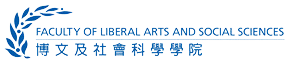 FACULTY OF LIBERAL ARTS AND SOCIAL SCIENCES
博文及社會科學學院